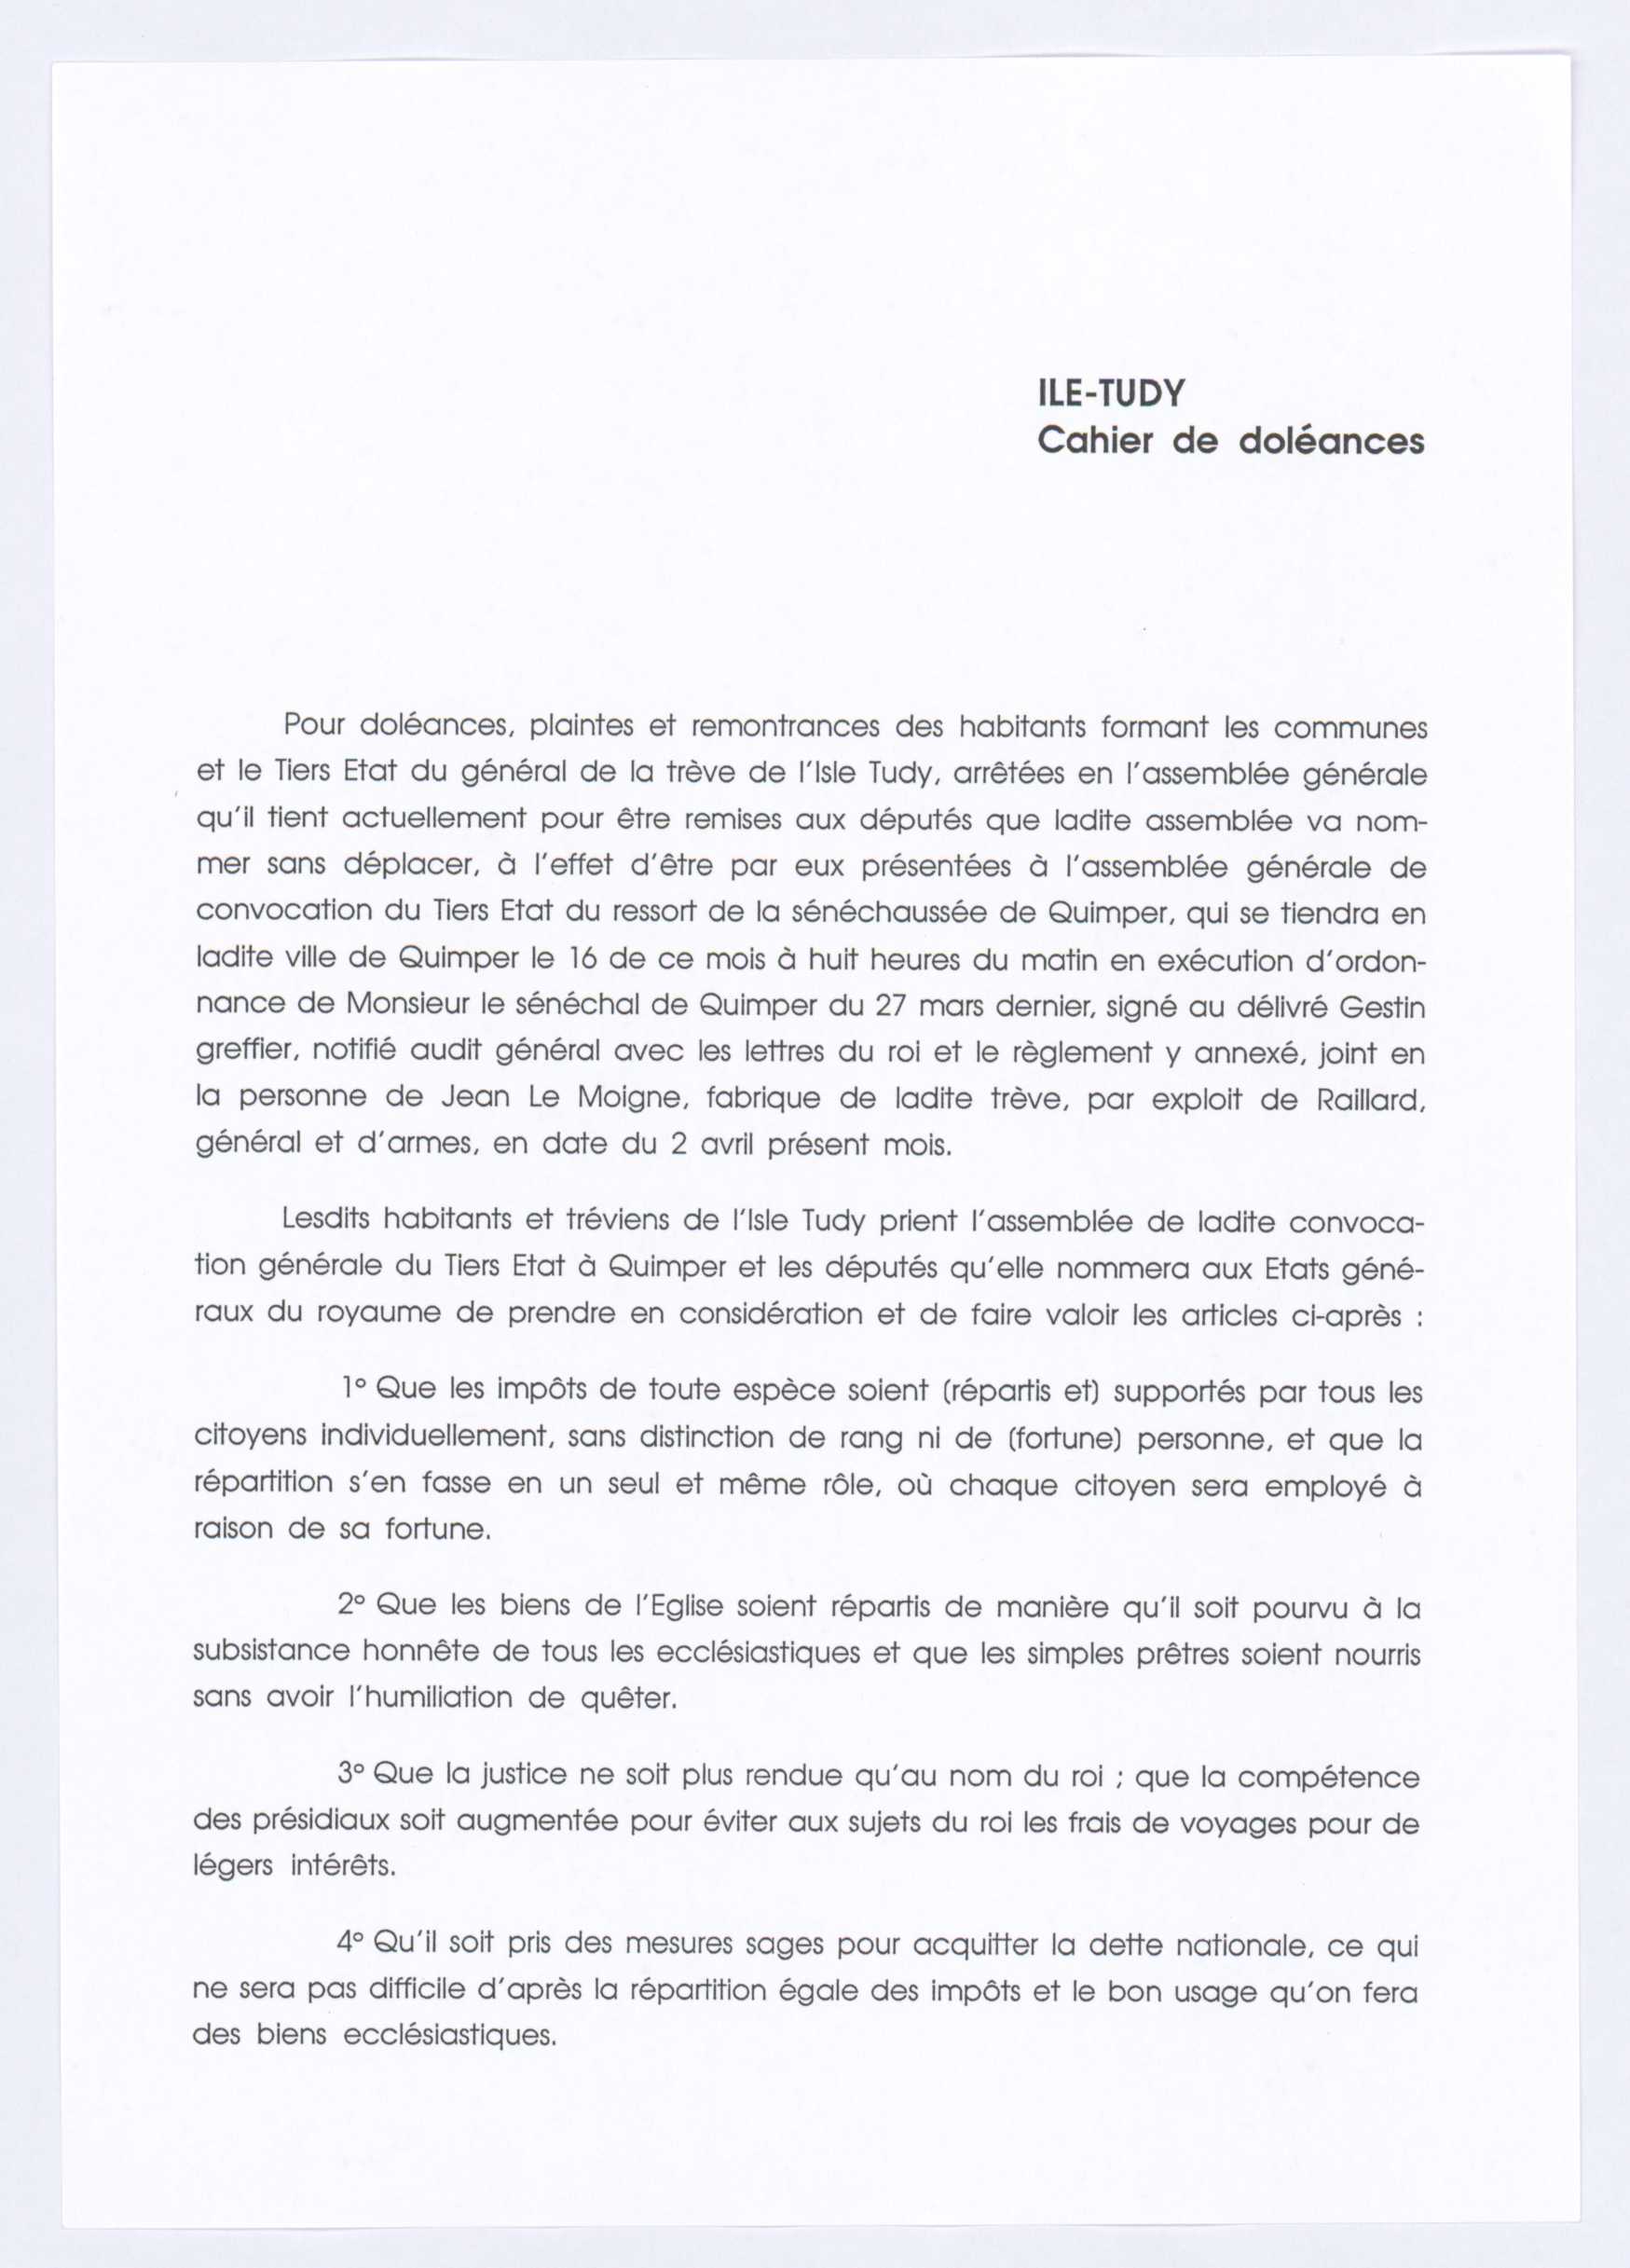 ILE-TUDY
Cahier de doléances
Pour doléances, plaintes et remontrances des habitants formant les communes
et le Tiers Etat du général de la trève de l'Isle Tudy, arrêtées en l'assemblée générale
qu'il tient actuellement pour être remises aux députés que ladite assemblée va nom-
mer sans déplacer, à l'effet d'être par eux présentées à l'assemblée générale de
convocation du Tiers Etat du ressort de la sénéchaussée de Quimper, qui se tiendra en
ladite ville de Quimper le 16 de ce mois à huit heures du matin en exécution d'ordon-
nance de Monsieur le sénéchal de Quimper du 27 mars dernier, signé au délivré Gestin
greffier, notifié audit général avec les lettres du roi et le règlement y annexé, joint en
la personne de Jean Le Moigne, fabrique de ladite trève, par exploit de Raillard,
général et d'armes, en date du 2 avril présent mois.
Lesdits habitants et tréviens de l'Isle Tudy prient l'assemblée de ladite convoca-
tion générale du Tiers Etat à Quimper et les députés qu'elle nommera aux Etats géné-
raux du royaume de prendre en considération et de faire valoir les articles ci-après :
1° Que les impôts de toute espèce soient (répartis et) supportés par tous les
citoyens individuellement, sans distinction de rang ni de (fortune) personne, et que la
répartition s'en fasse en un seul et même rôle, où chaque citoyen sera employé à
raison de sa fortune.
2° Que les biens de l'Eglise soient répartis de manière qu'il soit pourvu à la
subsistance honnête de tous les ecclésiastiques et que les simples prêtres soient nourris
sans avoir l'humiliation de quêter.
3° Que la justice ne soit plus rendue qu'au nom du roi ; que la compétence
des présidiaux soit augmentée pour éviter aux sujets du roi les frais de voyages pour de
légers intérêts.
4° Qu'il soit pris des mesures sages pour acquitter la dette nationale, ce qui
ne sera pas difficile d'après la répartition égale des impôts et le bon usage qu'on fera
des biens ecclésiastiques.